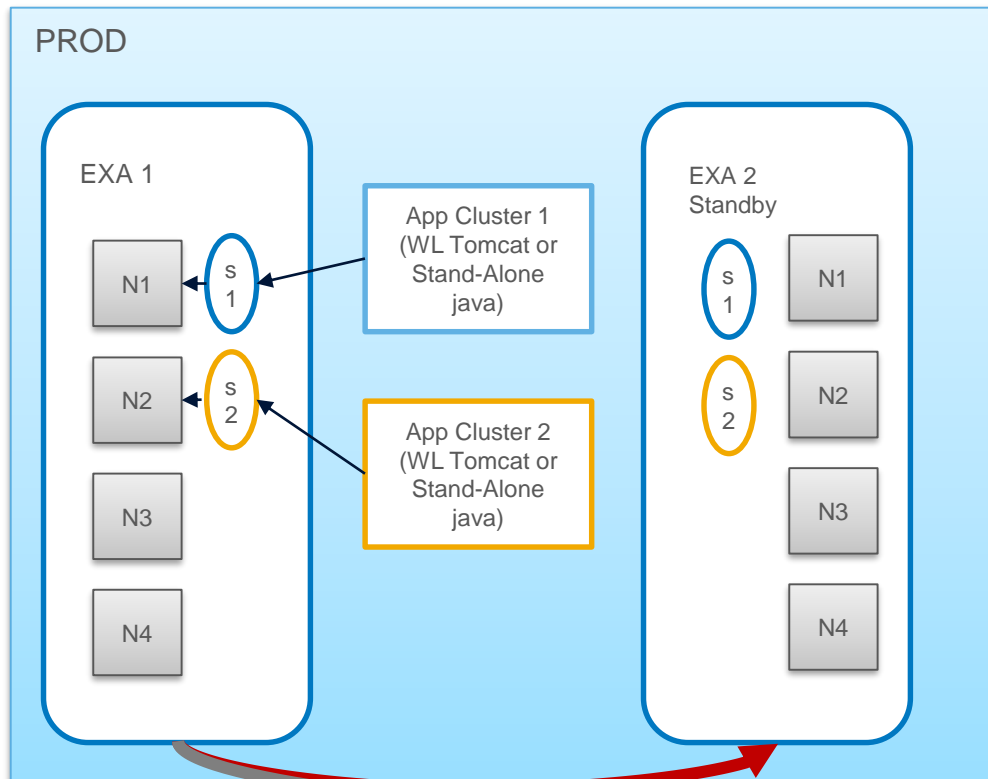 PROD
EXA 1
N1
s
1
N2
s
2
N3
N4
App Cluster 1
(WL Tomcat or
Stand-Alone
java)
App Cluster 2
(WL Tomcat or
Stand-Alone
java)
EXA 2
Standby
s
1
N1
s
2
N2
N3
N4